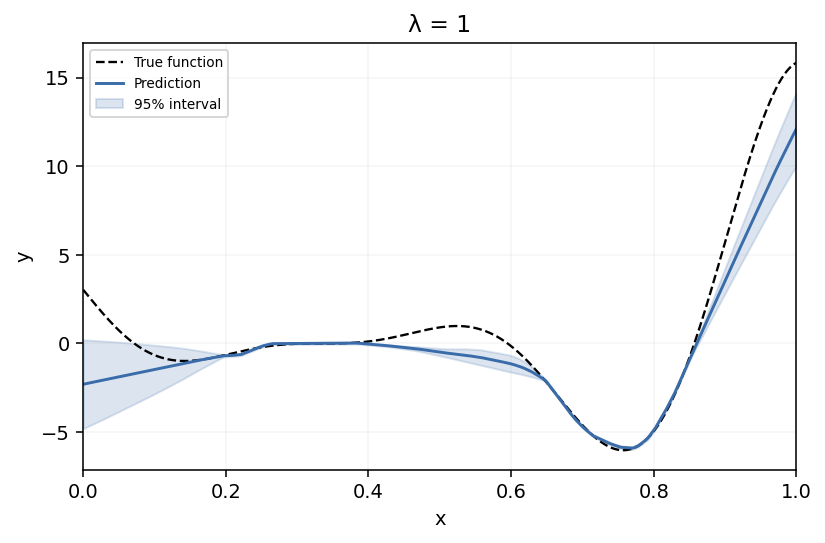 λ = 1
True function
Prediction
95% interval
15
10
5
0
−5
y
0.0 0.2 0.4 0.6 0.8 1.0
x